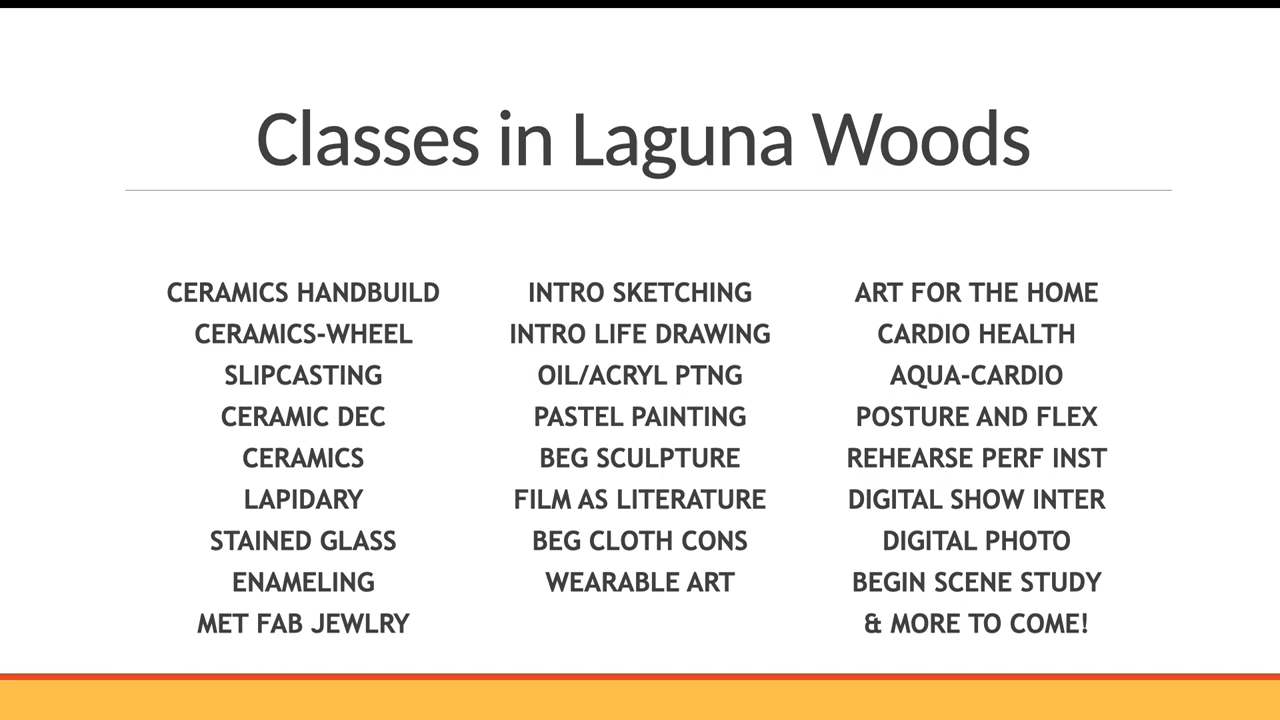 Classes in Laguna Woods
CERAMICS HANDBUILD
CERAMICS-WHEEL
SLIPCASTING
CERAMIC DEC
CERAMICS
LAPIDARY
STAINED GLASS
ENAMELING
MET FAB JEWLRY
INTRO SKETCHING
INTRO LIFE DRAWING
OIL/ACRYL PTNG
PASTEL PAINTING
BEG SCULPTURE
FILM AS LITERATURE
BEG CLOTH CONS
WEARABLE ART
ART FOR THE HOME
CARDIO HEALTH
AQUA-CARDIO
POSTURE AND FLEX
REHEARSE PERF INST
DIGITAL SHOW INTER
DIGITAL PHOTO
BEGIN SCENE STUDY
& MORE TO COME!